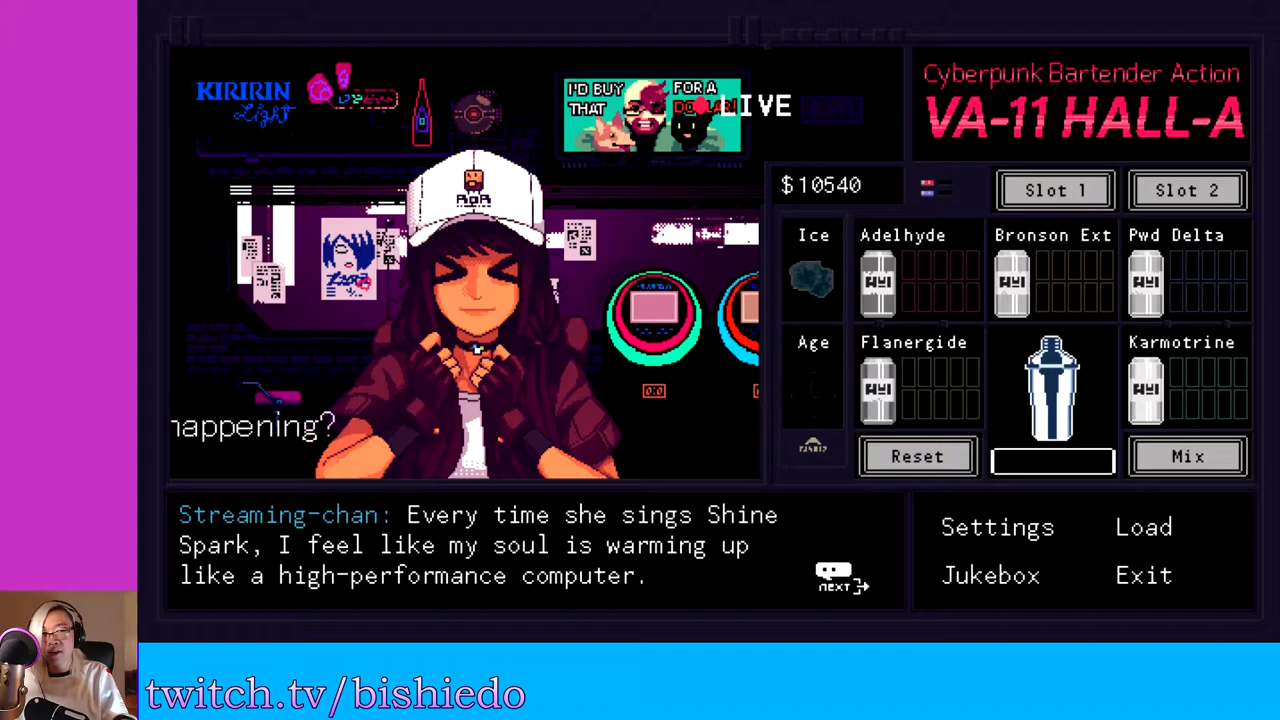 KIRIRIN
Light
I'D BUY
THAT
FOR A
DOLLAR!
LIVE
Cyberpunk Bartender Action
VA-11 HALL-A
$10540
Slot 1
Slot 2
Ice
Adelhyde
Bronson Ext
Pwd Delta
Age
Flanergide
Karmotrine
Reset
Mix
happening?
Streaming-chan: Every time she sings Shine
Spark, I feel like my soul is warming up
like a high-performance computer.
NEXT
Settings
Load
Jukebox
Exit
twitch.tv/bishiedo